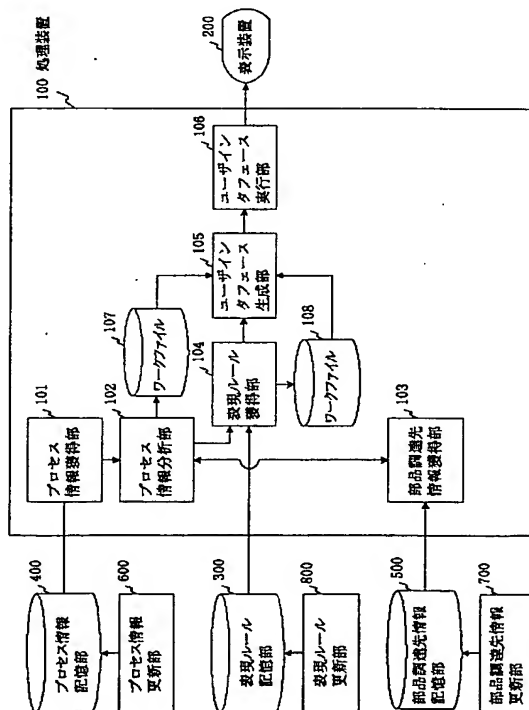 100 処理装置
400
プロセス情報
記憶部
600
プロセス情報
更新部
101
プロセス
情報獲得部
102
プロセス
情報分析部
107
ワークファイル
300
表現ルール
記憶部
800
表現ルール
更新部
104
表現ルール
獲得部
105
ユーザイン
タフェース
生成部
106
ユーザイン
タフェース
実行部
200
表示装置
108
ワークファイル
500
部品調達先情報
記憶部
700
部品調達先情報
更新部
103
部品調達先
情報獲得部